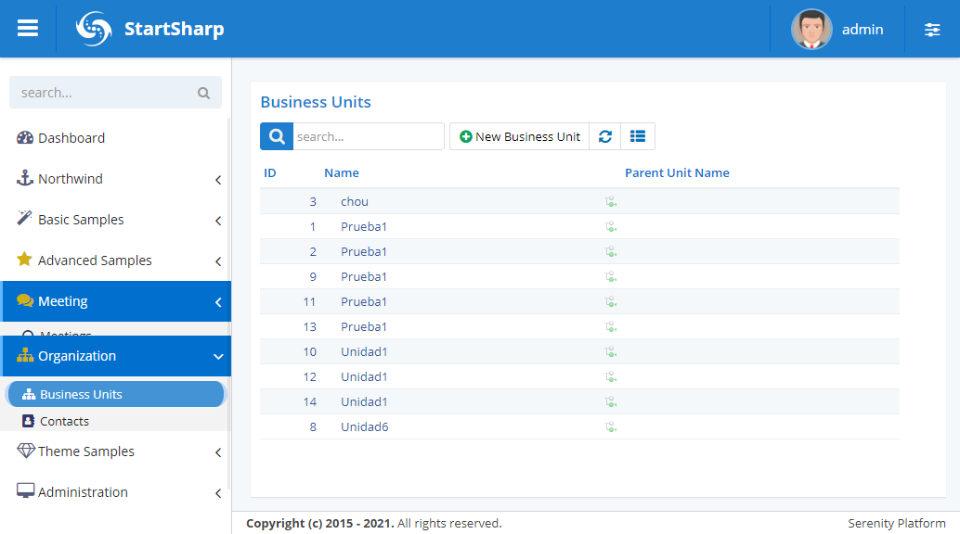 StartSharp
admin
search...
Dashboard
Northwind
Basic Samples
Advanced Samples
Meeting
Meetings
Organization
Business Units
Contacts
Theme Samples
Administration
Business Units
search...
New Business Unit
ID Name Parent Unit Name
3 chou
1 Prueba1
2 Prueba1
9 Prueba1
11 Prueba1
13 Prueba1
10 Unidad1
12 Unidad1
14 Unidad1
8 Unidad6
Copyright (c) 2015 - 2021. All rights reserved.
Serenity Platform